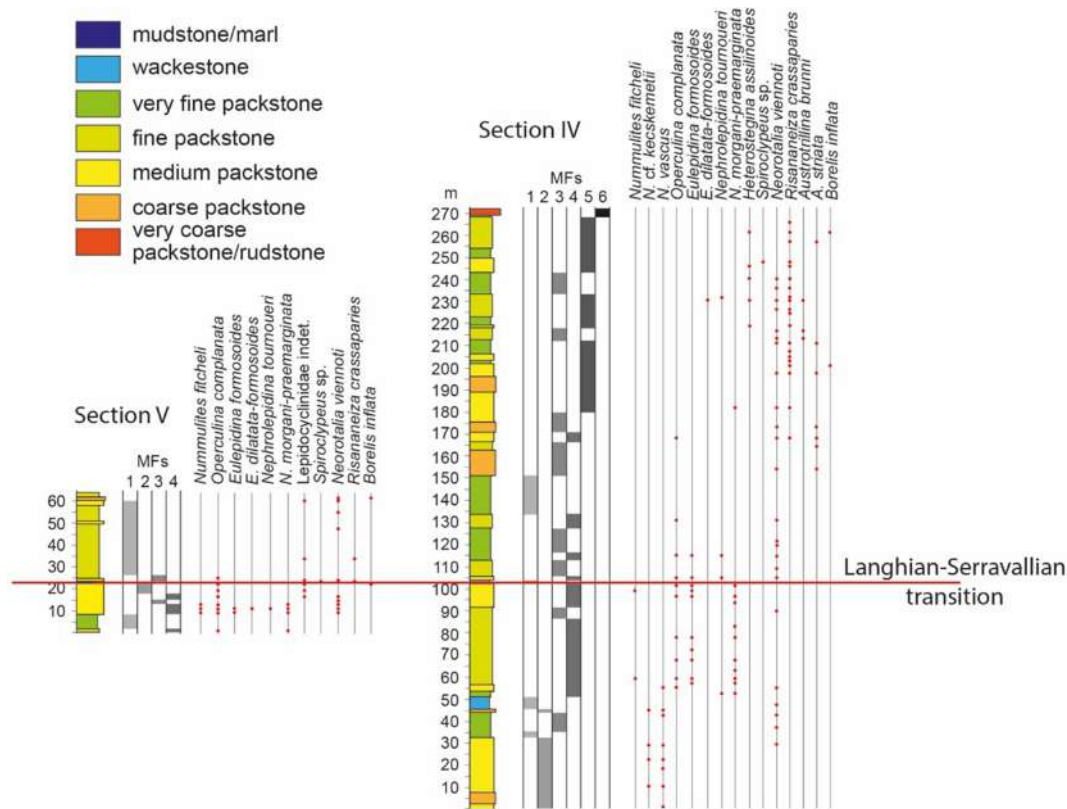 mudstone/marl
wackestone
very fine packstone
fine packstone
medium packstone
coarse packstone
very coarse
packstone/rudstone
Section V
MFs
1 2 3 4
Nummulites fitcheli
Operculina complanata
Eulepidina formosoides
E. dilatata-formosoides
Nephrolepidina tournoueri
N. morgani-praemarginata
Lepidocyclinidae indet.
Spiroclypeus sp.
Neorotalia viennoti
Risananeiza crassaparies
Borelis inflata
60
50
40
30
20
10
Section IV
m
MFs
1 2 3 4 5 6
Nummulites fitcheli
N. cf. kecskemetii
N. vascus
Operculina complanata
Eulepidina formosoides
E. dilatata-formosoides
Nephrolepidina tournoueri
N. morgani-praemarginata
Heterostegina assilinoides
Spiroclypeus sp.
Neorotalia viennoti
Risananeiza crassaparies
Austrotrillina brunni
A. striata
Borelis inflata
270
260
250
240
230
220
210
200
190
180
170
160
150
140
130
120
110
100
90
80
70
60
50
40
30
20
10
Langhian-Serravallian
transition